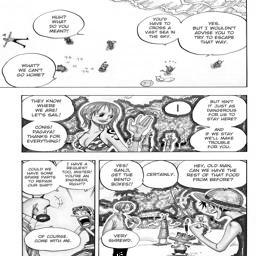 YES.
BUT I WOULDN'T
ADVISE YOU TO
TRY TO ESCAPE
THAT WAY.
YOU'D
HAVE TO
CROSS A
VAST SEA IN
THE SKY.
HUH?
WHAT
DO YOU
MEAN?!
WHAT?!
WE CAN'T
GO HOME?
BUT ISN'T
IT JUST AS
DANGEROUS
FOR US TO
STAY HERE?
AND IF
WE STAY
WE'LL MAKE
TROUBLE
FOR YOU.
!
THEY KNOW
WHERE
WE ARE!
LET'S SAIL!
CONIS!
PAGAYA!
THANKS FOR
EVERYTHING!
HEY, OLD MAN,
CAN WE HAVE
THE REST OF
THAT FOOD
FROM BEFORE?
CERTAINLY.
YES!
SANJI,
GET THE
BENTO
BOXES!!
VERY
SHREWD.
I HAVE A
REQUEST
TOO, MISTER!
YOU'RE AN
ENGINEER,
RIGHT?
COULD WE
HAVE SOME
SPARE PARTS
TO REPAIR
OUR SHIP?
OF COURSE.
COME WITH ME.